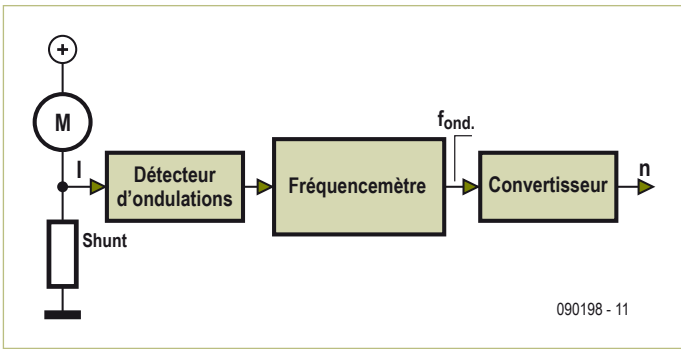 +
M
I
Détecteur
d'ondulations
Fréquencemètre
fond.
Convertisseur
n
Shunt
090198 - 11